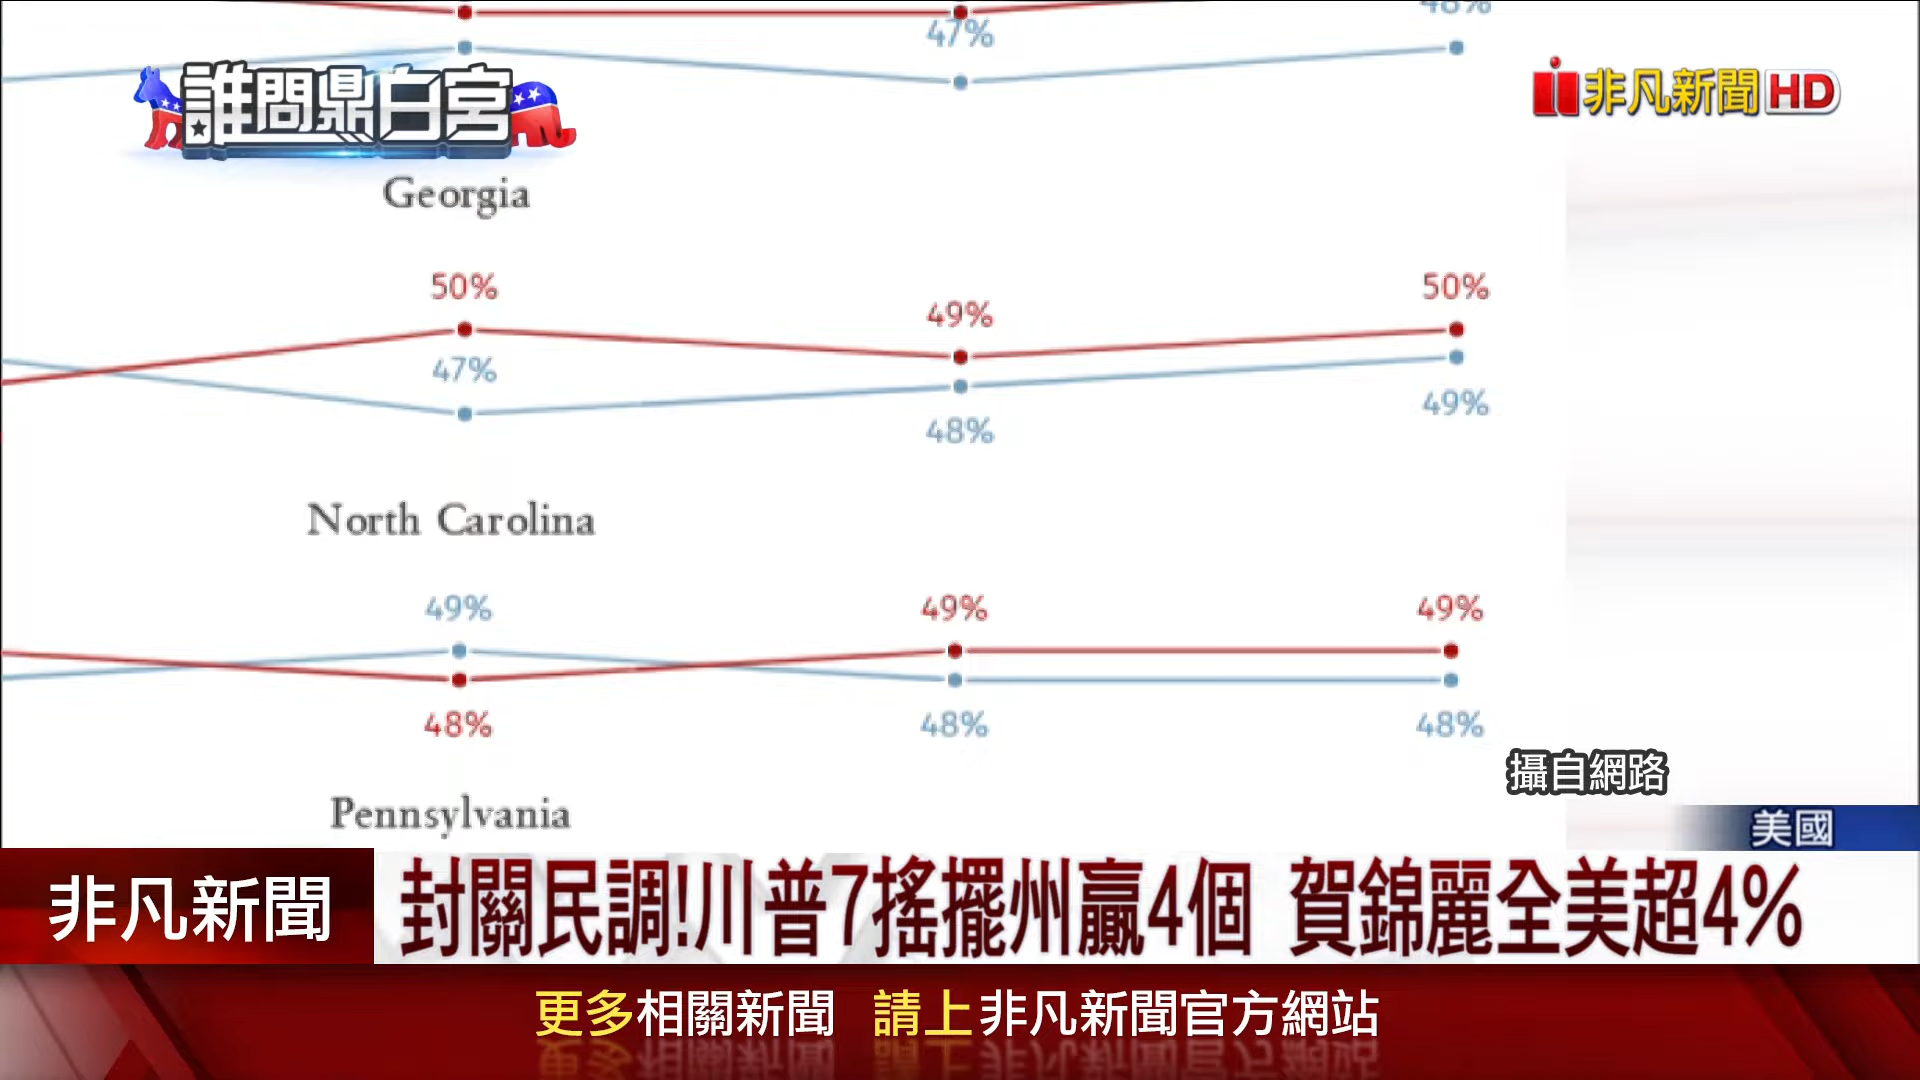 48%
47%
誰問鼎白宮
非凡新聞HD
Georgia
50%
49%
50%
47%
48%
49%
North Carolina
49%
49%
49%
48%
48%
48%
Pennsylvania
攝自網路
美國
非凡新聞
封關民調!川普7搖擺州贏4個 賀錦麗全美超4%
更多相關新聞 請上非凡新聞官方網站